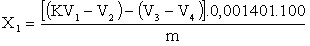 X₁ = [(KV₁ − V₂) − (V₃ − V₄)].0,001401.100
m